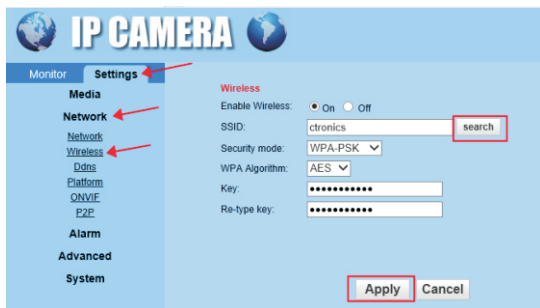 IP CAMERA
Monitor Settings
Media
Network
Network
Wireless
Ddns
Platform
ONVIF
P2P
Alarm
Advanced
System
Wireless
Enable Wireless: On Off
SSID: ctronics search
Security mode: WPA-PSK
WPA Algorithm: AES
Key: •••••••••••
Re-type key: •••••••••••
Apply Cancel